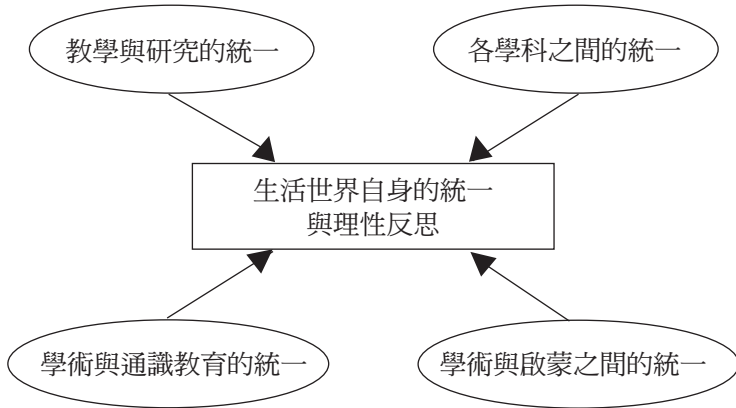 教學與研究的統一
各學科之間的統一
生活世界自身的統一
與理性反思
學術與通識教育的統一
學術與啟蒙之間的統一